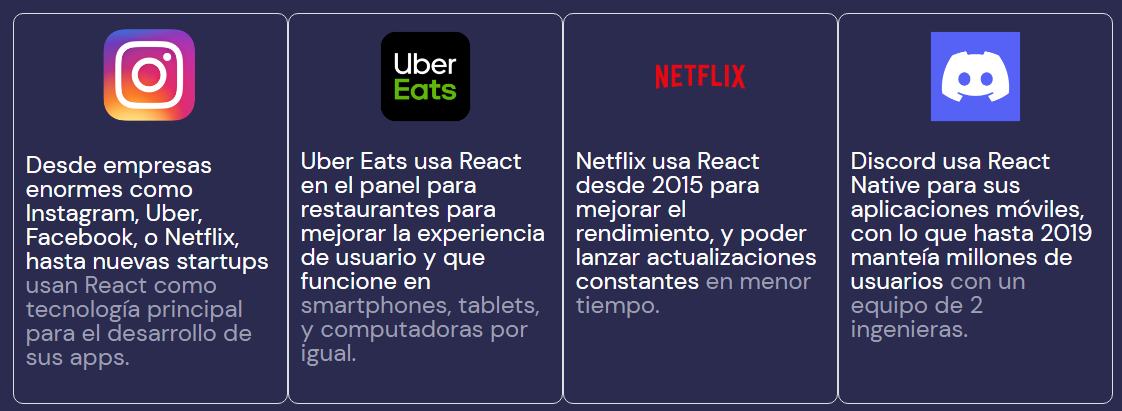 Desde empresas
enormes como
Instagram, Uber,
Facebook, o Netflix,
hasta nuevas startups
usan React como
tecnología principal
para el desarrollo de
sus apps.
Uber
Eats
Uber Eats usa React
en el panel para
restaurantes para
mejorar la experiencia
de usuario y que
funcione en
smartphones, tablets,
y computadoras por
igual.
NETFLIX
Netflix usa React
desde 2015 para
mejorar el
rendimiento, y poder
lanzar actualizaciones
constantes en menor
tiempo.
Discord usa React
Native para sus
aplicaciones móviles,
con lo que hasta 2019
manteía millones de
usuarios con un
equipo de 2
ingenieras.